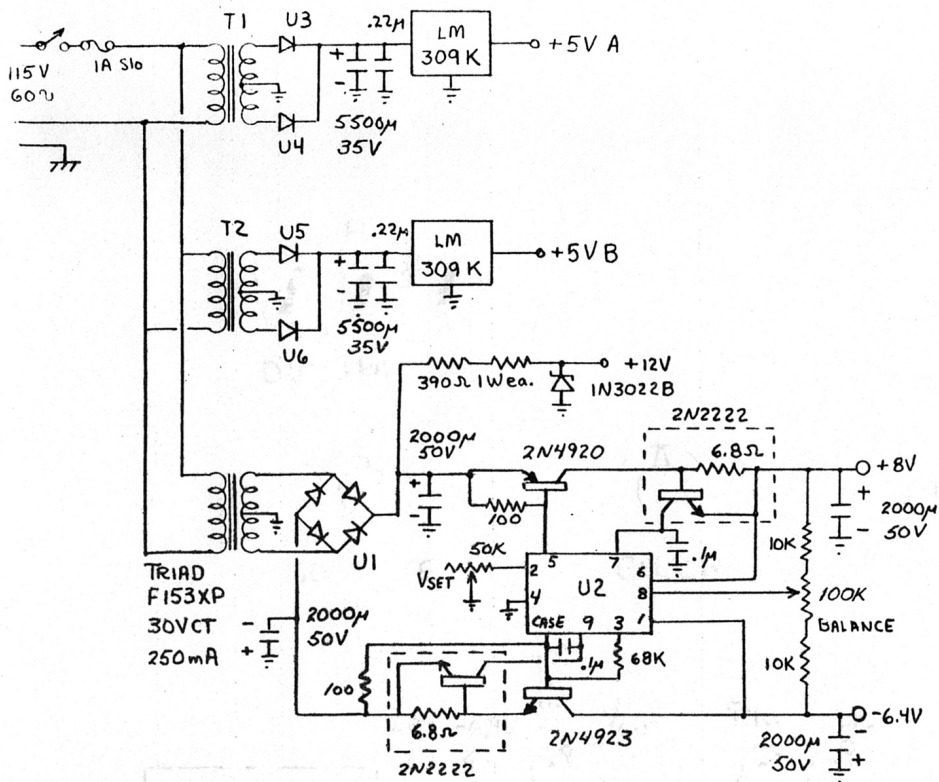 T1
U3
.22µ
LM
309K
+5V A
115V
60~
1A Slo
+
-
U4
5500µ
35V
T2
U5
.22µ
LM
309K
+5V B
+
-
U6
5500µ
35V
390Ω 1W ea.
+12V
1N3022B
2N2222
2000µ
50V
2N4920
6.8Ω
+8V
+
-
100
+
2000µ
-
50V
.1µ
10K
50K
VSET
5
7
2
U2
6
4
8
CASE
9
3
1
100K
BALANCE
U1
TRIAD
F153XP
30VCT
250mA
-
+
2000µ
50V
.1µ
68K
10K
100
6.8Ω
2N2222
2N4923
-6.4V
2000µ
50V
-
+